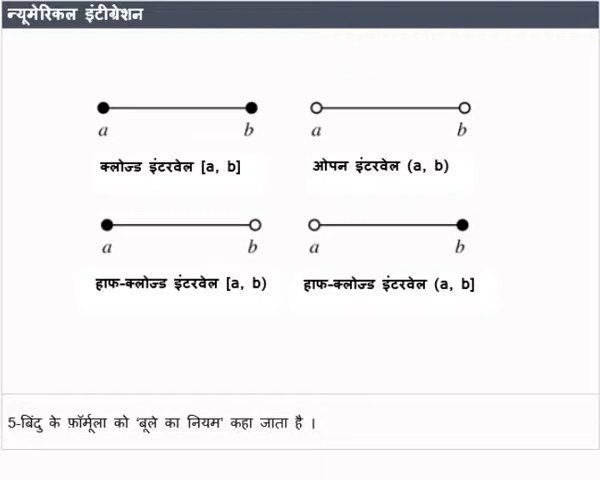 न्यूमेरिकल इंटीग्रेशन
a b a b
क्लोज्ड इंटरवेल [a, b] ओपन इंटरवेल (a, b)
a b a b
हाफ-क्लोज्ड इंटरवेल [a, b) हाफ-क्लोज्ड इंटरवेल (a, b]
5-बिंदु के फ़ॉर्मूला को 'बूले का नियम' कहा जाता है ।